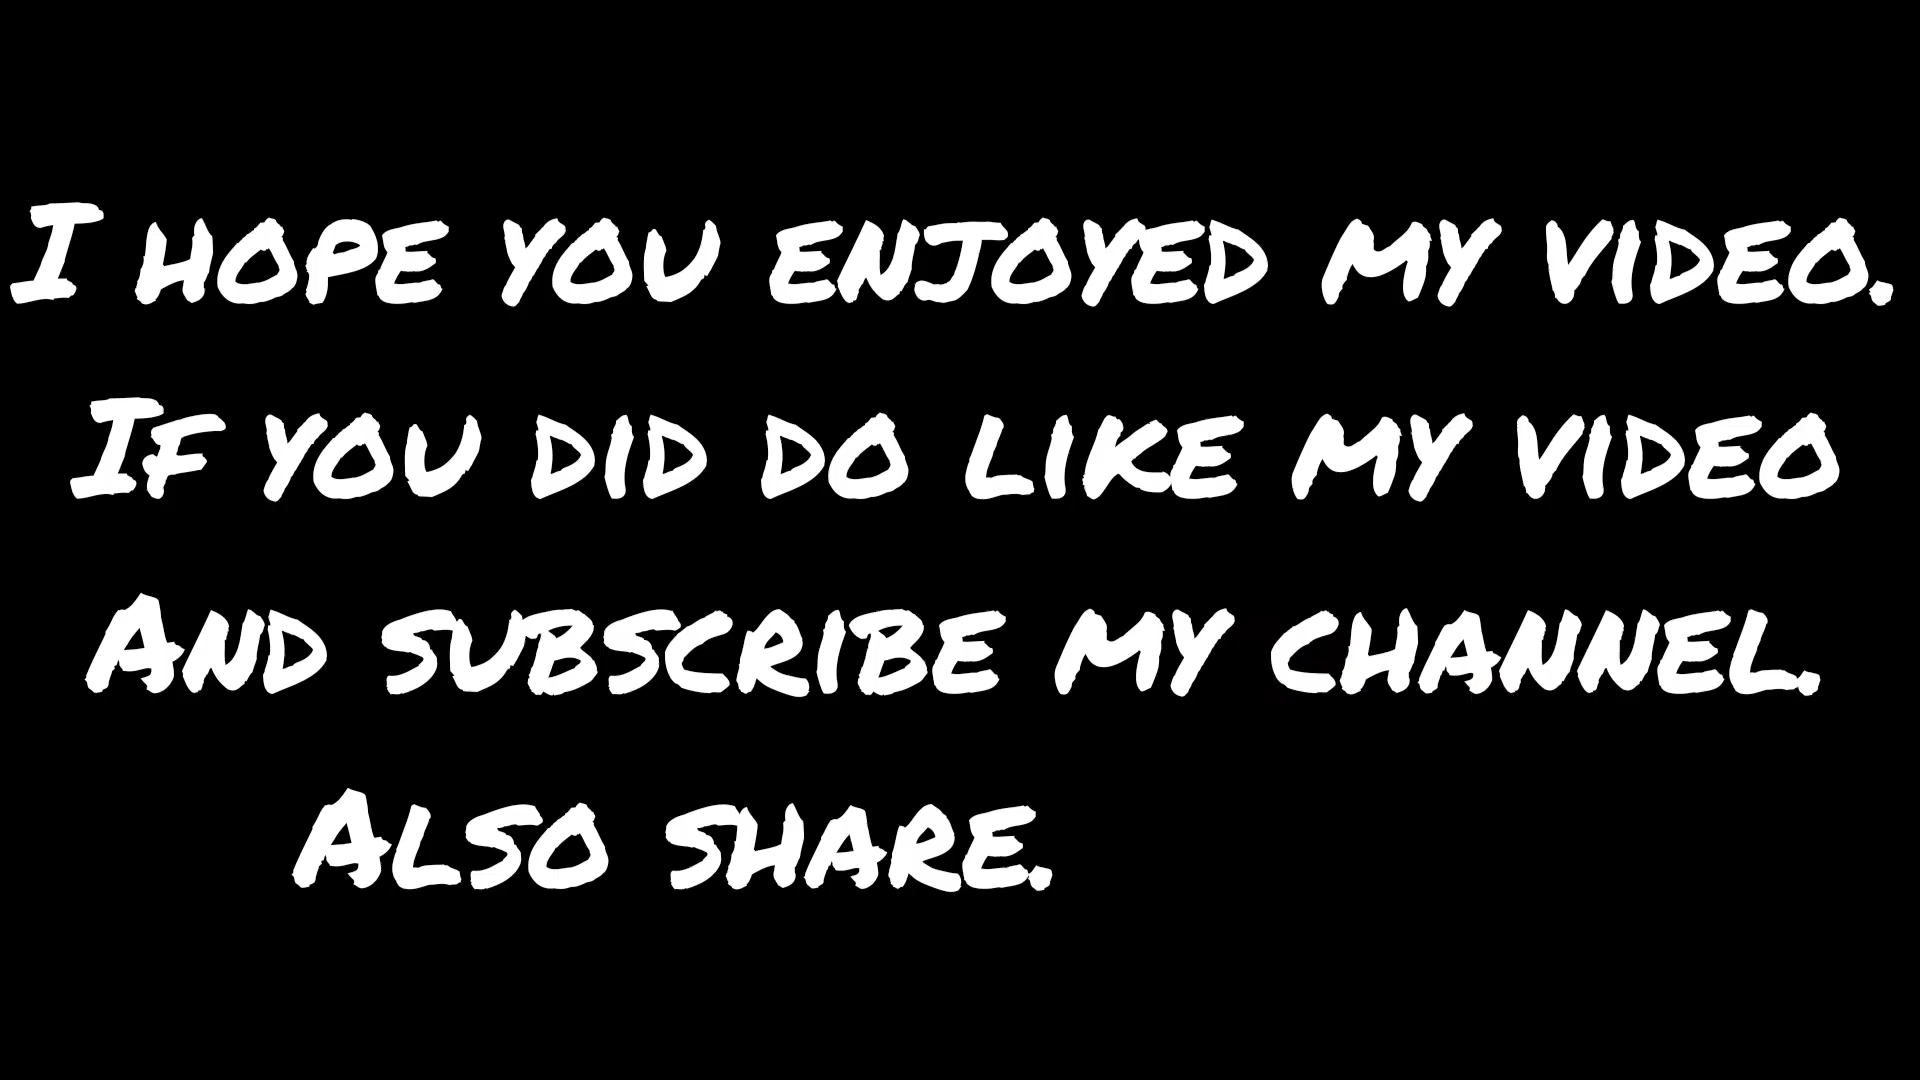 I hope you enjoyed my video.
If you did do like my video
And subscribe my channel.
Also share.